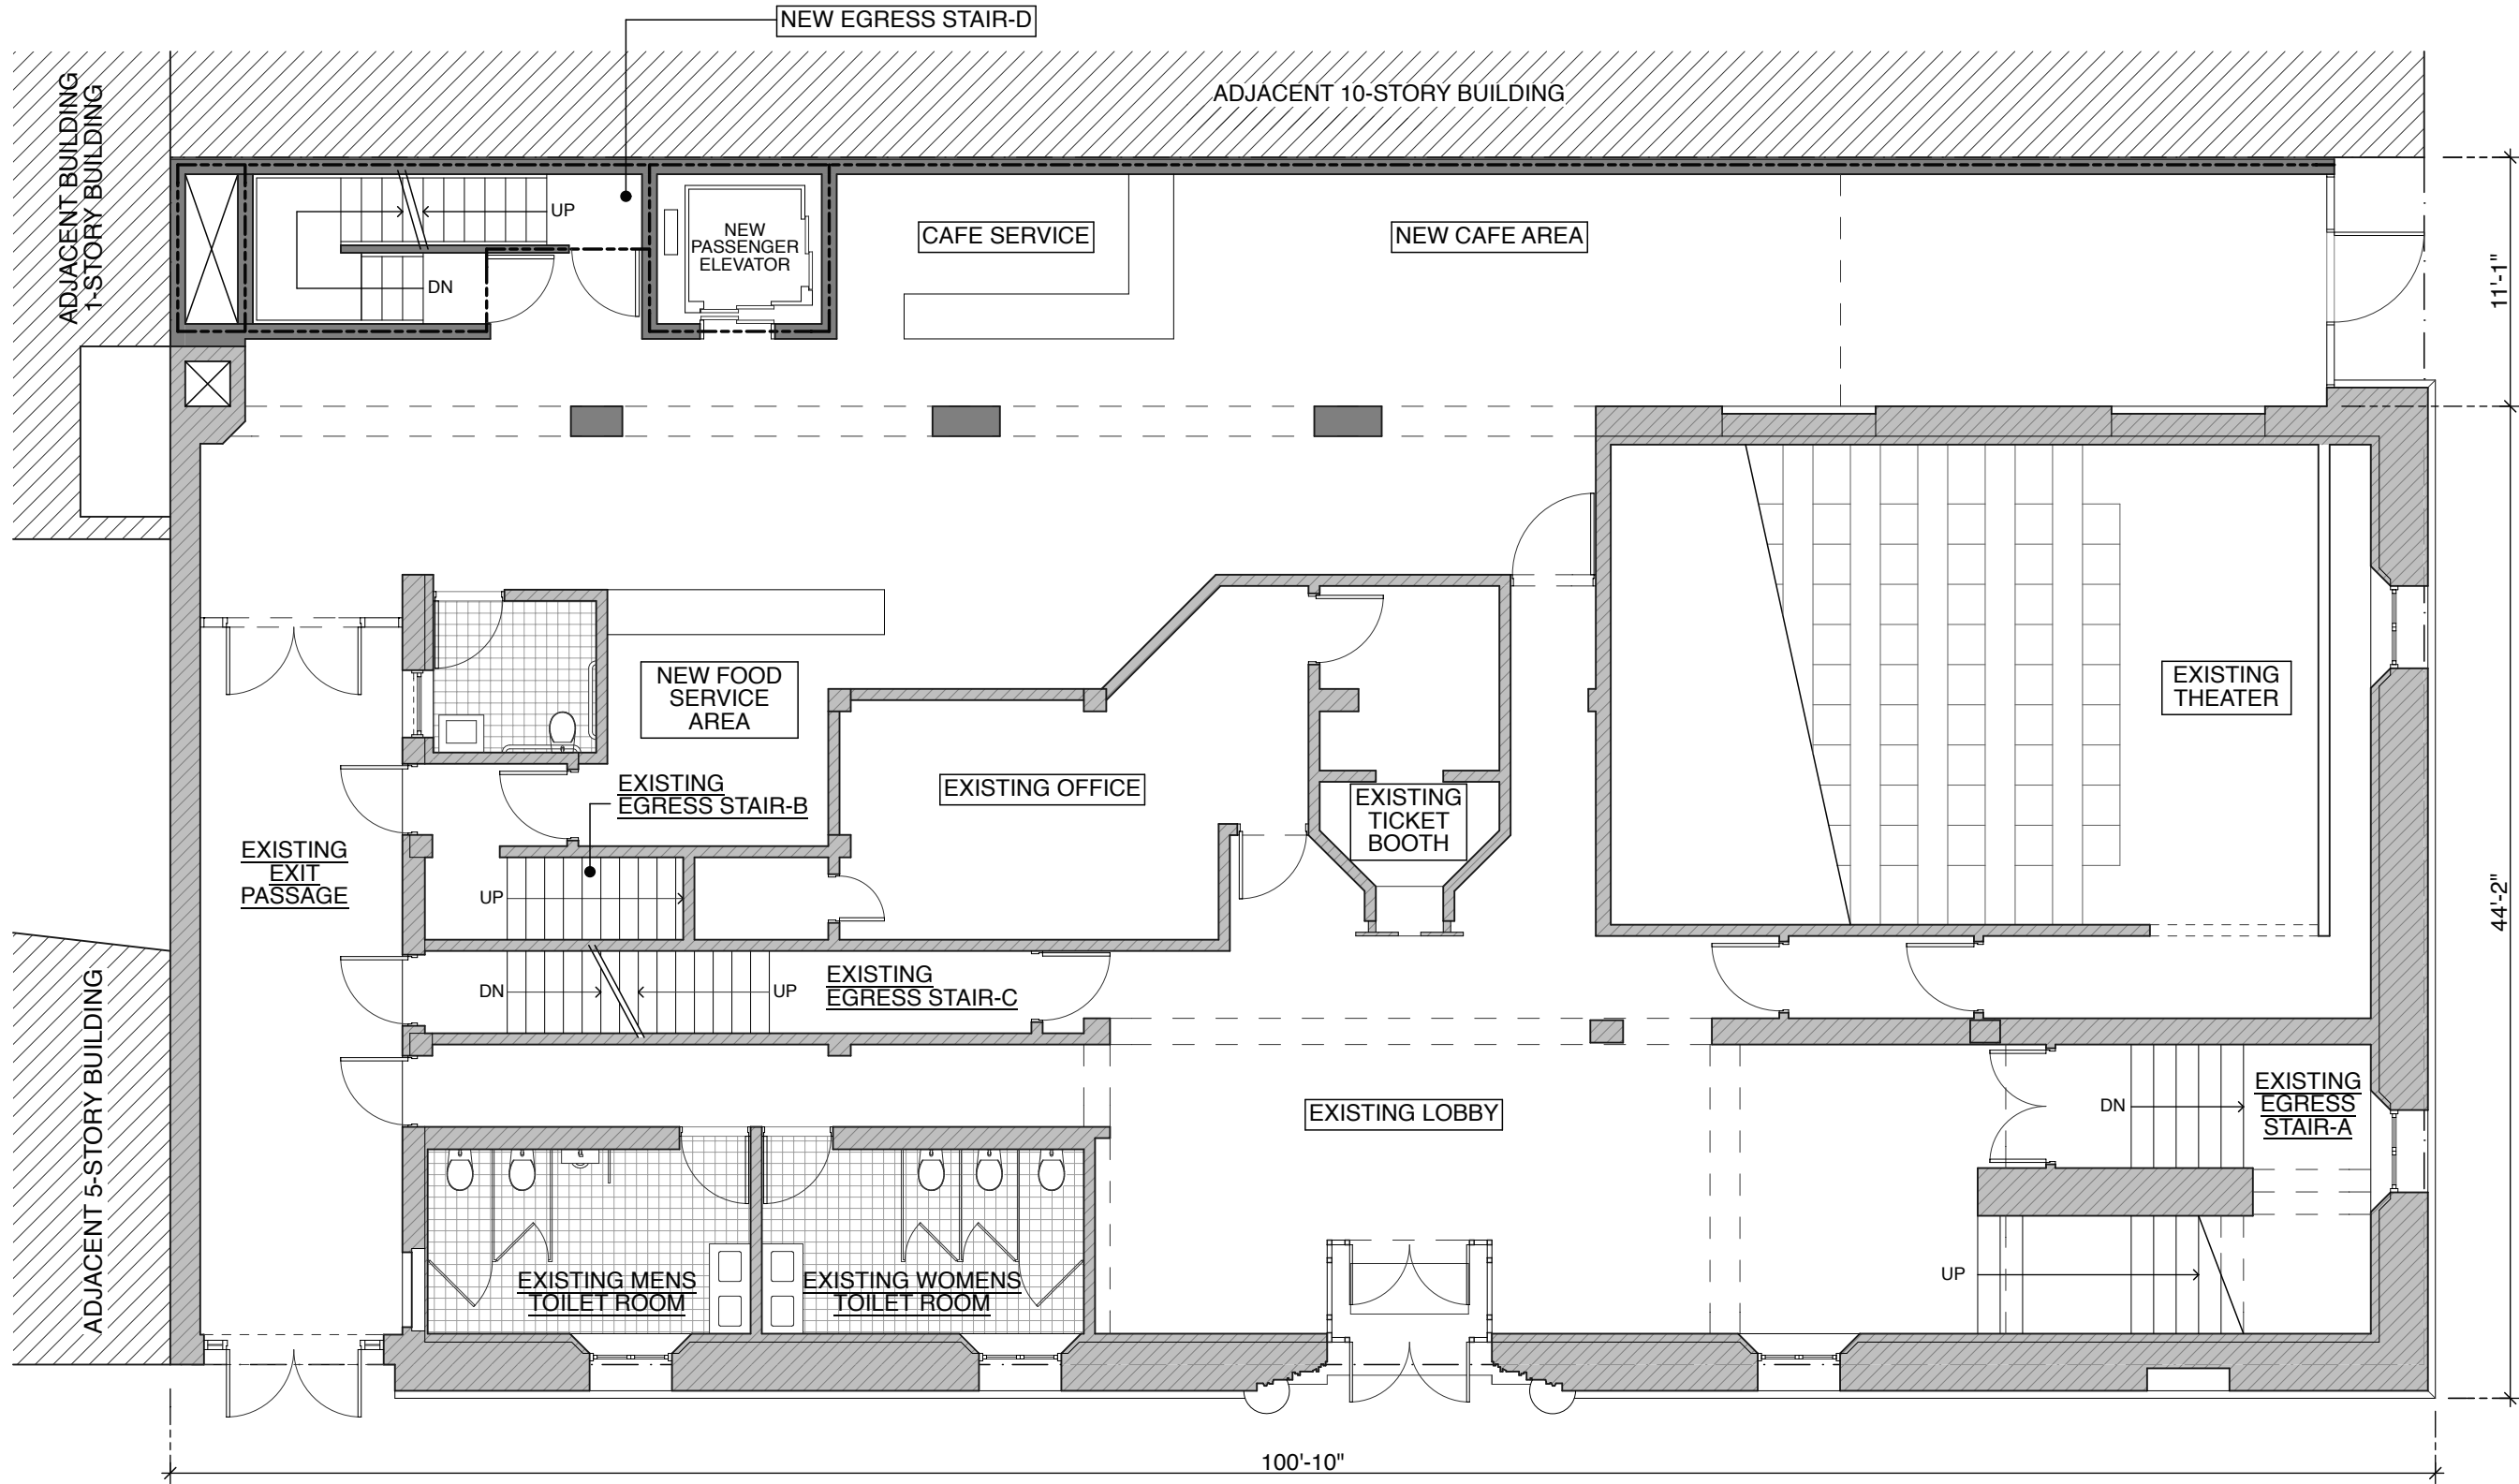 NEW EGRESS STAIR-D
ADJACENT 10-STORY BUILDING
ADJACENT BUILDING
1-STORY BUILDING
UP
DN
NEW
PASSENGER
ELEVATOR
CAFE SERVICE
NEW CAFE AREA
11'-1"
NEW FOOD
SERVICE
AREA
EXISTING
THEATER
EXISTING
EGRESS STAIR-B
EXISTING OFFICE
EXISTING
TICKET
BOOTH
EXISTING
EXIT
PASSAGE
UP
44'-2"
DN
UP
EXISTING
EGRESS STAIR-C
ADJACENT 5-STORY BUILDING
EXISTING LOBBY
DN
EXISTING
EGRESS
STAIR-A
EXISTING MENS
TOILET ROOM
EXISTING WOMENS
TOILET ROOM
UP
100'-10"